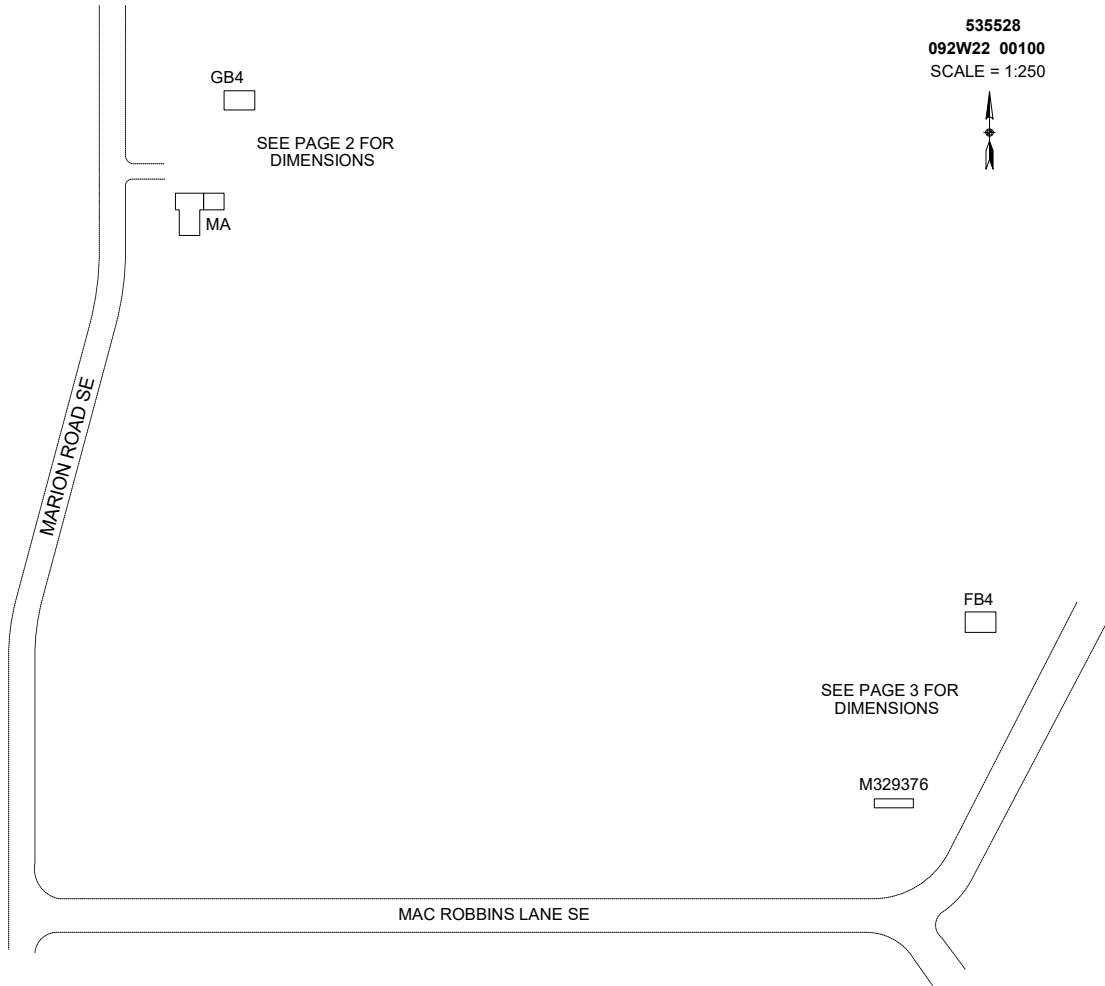 535528
092W22 00100
SCALE = 1:250
GB4
SEE PAGE 2 FOR
DIMENSIONS
MA
MARION ROAD SE
FB4
SEE PAGE 3 FOR
DIMENSIONS
M329376
MAC ROBBINS LANE SE